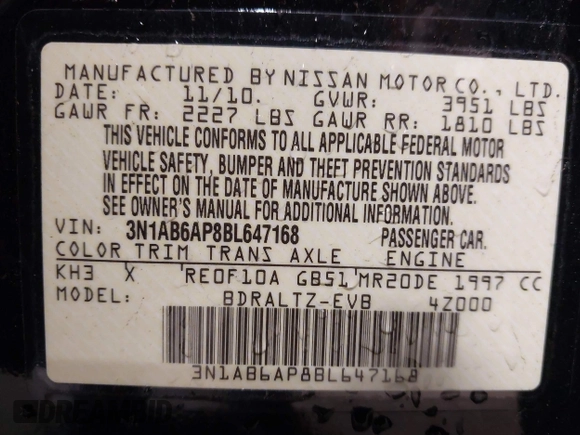 MANUFACTURED BY NISSAN MOTOR CO., LTD.
DATE: 11/10. GVWR: 3951 LBS
GAWR FR: 2227 LBS GAWR RR: 1810 LBS
THIS VEHICLE CONFORMS TO ALL APPLICABLE FEDERAL MOTOR
VEHICLE SAFETY, BUMPER AND THEFT PREVENTION STANDARDS
IN EFFECT ON THE DATE OF MANUFACTURE SHOWN ABOVE.
SEE OWNER'S MANUAL FOR ADDITIONAL INFORMATION.
VIN: 3N1AB6AP8BL647168 PASSENGER CAR.
COLOR TRIM TRANS AXLE ENGINE
KH3 X RE0F10A GB51 MR20DE 1997 CC
MODEL: BDRALTZ-EVB 4Z000
3N1AB6AP8BL647168
DREAMBID